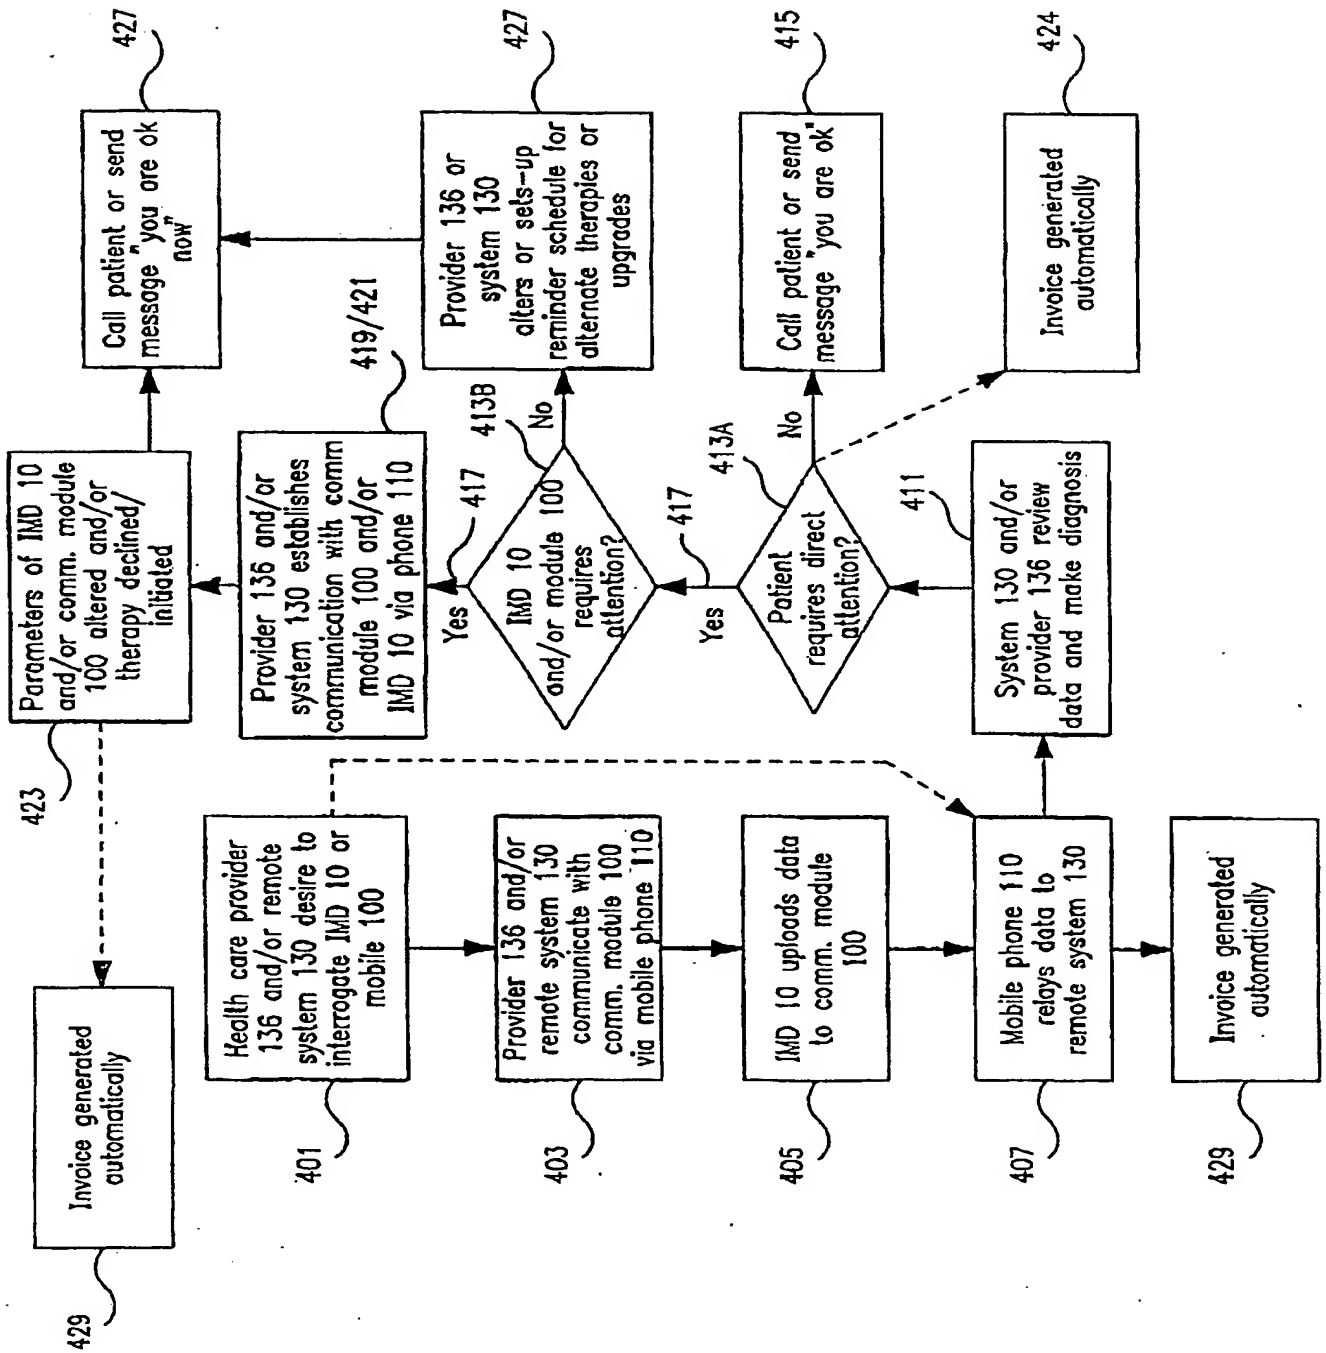 Health care provider
136 and/or remote
system 130 desire to
interrogate IMD 10 or
mobile 100
401
Provider 136 and/or
remote system 130
communicate with
comm. module 100
via mobile phone 110
403
IMD 10 uploads data
to comm. module
100
405
Mobile phone 110
relays data to
remote system 130
407
Invoice generated
automatically
429
System 130 and/or
provider 136 review
data and make diagnosis
411
Patient
requires direct
attention?
413A
No
Call patient or send
message "you are ok"
415
Invoice generated
automatically
424
Yes
417
IMD 10
and/or module 100
requires
attention?
413B
No
Provider 136 or
system 130
alters or sets-up
reminder schedule for
alternate therapies or
upgrades
427
Yes
417
Provider 136 and/or
system 130 establishes
communication with comm
module 100 and/or
IMD 10 via phone 110
419/421
Parameters of IMD 10
and/or comm. module
100 altered and/or
therapy declined/
initiated
423
Call patient or send
message "you are ok
now"
427
Invoice generated
automatically
429